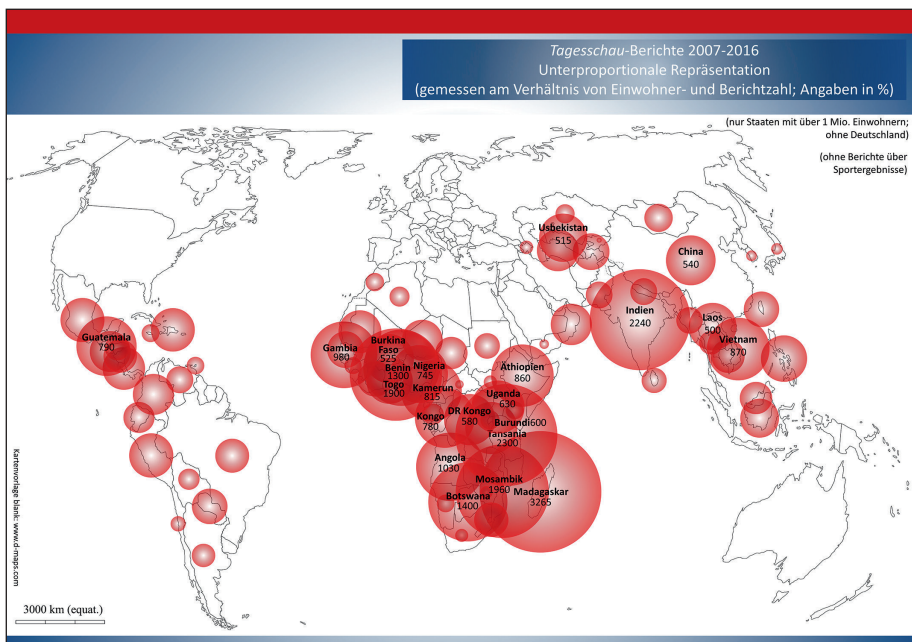 Tagesschau-Berichte 2007-2016
Unterproportionale Repräsentation
(gemessen am Verhältnis von Einwohner- und Berichtzahl; Angaben in %)
(nur Staaten mit über 1 Mio. Einwohnern;
ohne Deutschland)
(ohne Berichte über
Sportergebnisse)
Usbekistan
515
China
540
Indien
2240
Laos
500
Vietnam
870
Guatemala
790
Gambia
980
Burkina
Faso
525
Benin
1300
Togo
1900
Nigeria
745
Kamerun
815
Äthiopien
860
Uganda
630
Kongo
780
DR Kongo
580
Burundi600
Tansania
2300
Angola
1030
Mosambik
1960
Botswana
1400
Madagaskar
3265
Kartenvorlage blank: www.d-maps.com
3000 km (equat.)